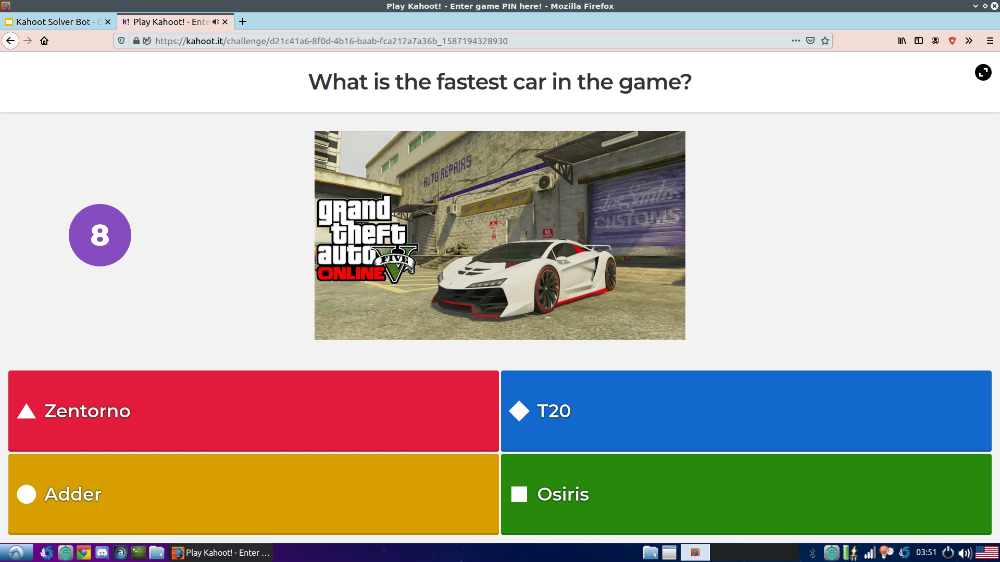 Play Kahoot! - Enter game PIN here! - Mozilla Firefox
Kahoot Solver Bot -
K! Play Kahoot! - Ente
https://kahoot.it/challenge/d21c41a6-8f0d-4b16-baab-fca212a7a36b_1587194328930
What is the fastest car in the game?
8
AUTO REPAIRS
MUFFLERS SHOCKS
Los Santos
CUSTOMS
NO
grand
theft
auto
FIVE
ONLINE
Zentorno
T20
Adder
Osiris
Play Kahoot! - Enter ...
03:51